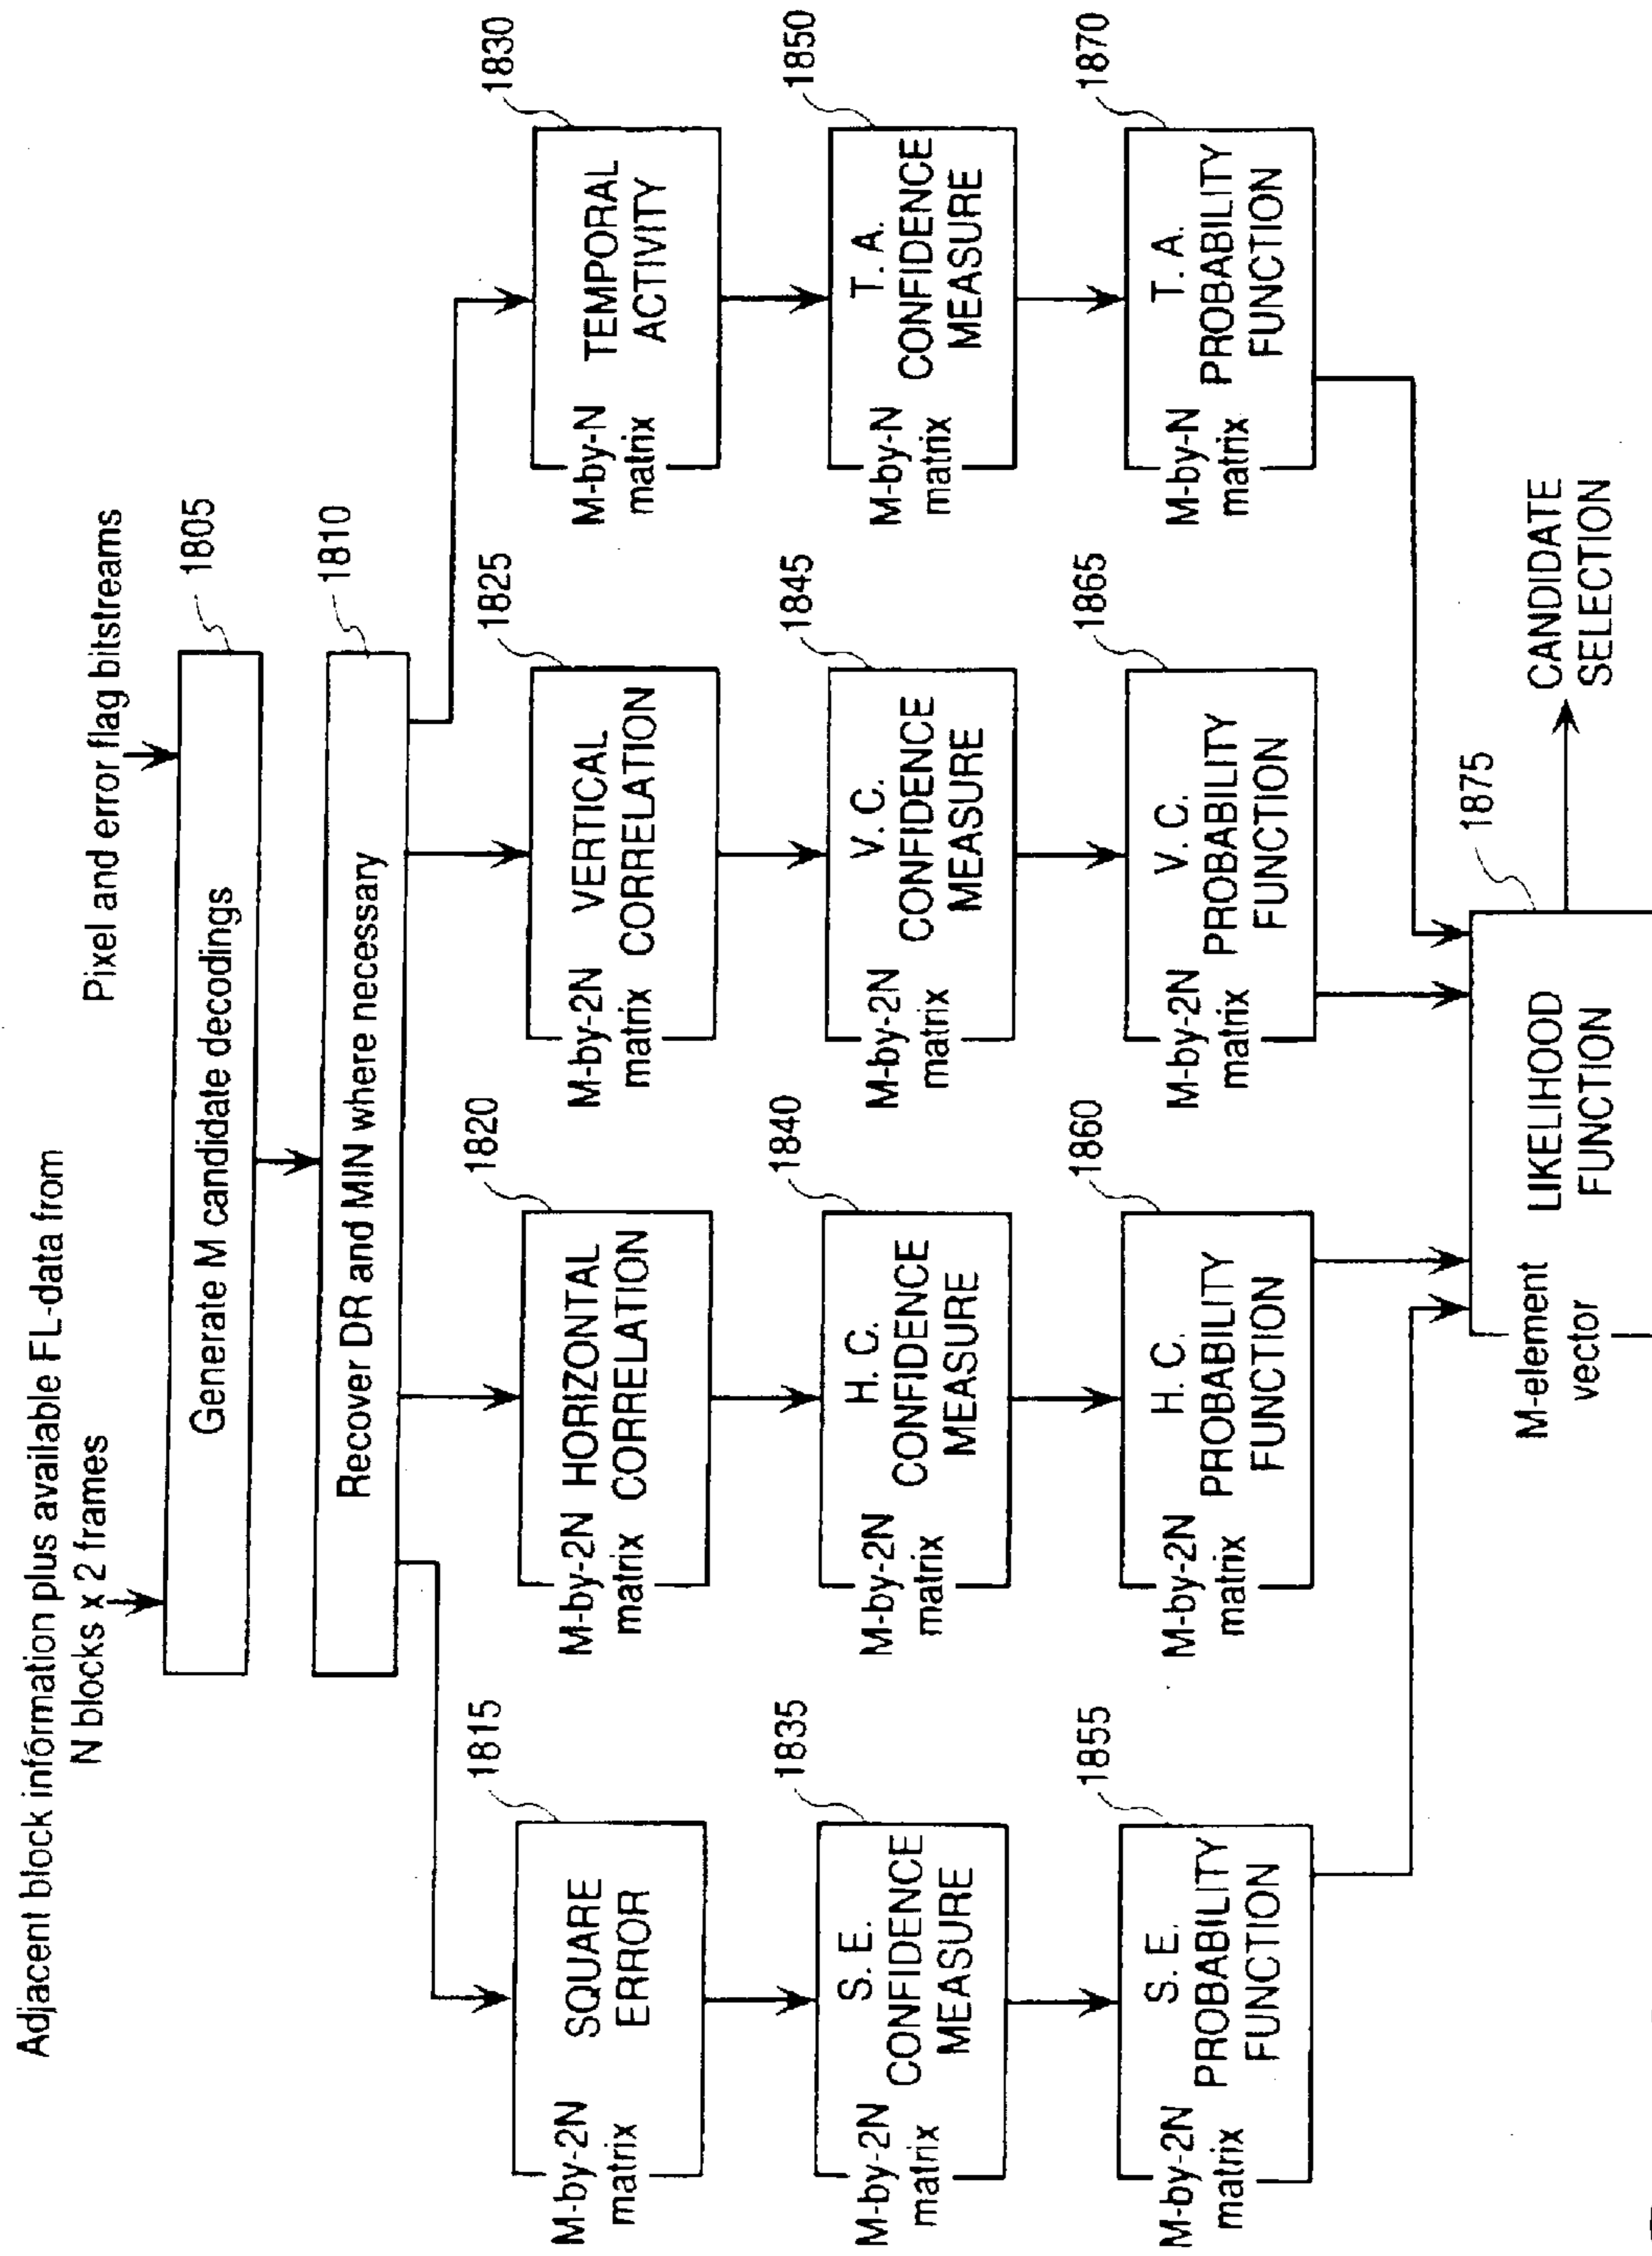 Adjacent block information plus available FL-data from
N blocks x 2 frames
Pixel and error flag bitstreams
1805
Generate M candidate decodings
1810
Recover DR and MIN where necessary
1815
M-by-2N
matrix
SQUARE
ERROR
1820
M-by-2N
matrix
HORIZONTAL
CORRELATION
1825
M-by-2N
matrix
VERTICAL
CORRELATION
1830
M-by-N
matrix
TEMPORAL
ACTIVITY
1835
M-by-2N
matrix
S. E.
CONFIDENCE
MEASURE
1840
M-by-2N
matrix
H. C.
CONFIDENCE
MEASURE
1845
M-by-2N
matrix
V. C.
CONFIDENCE
MEASURE
1850
M-by-N
matrix
T. A.
CONFIDENCE
MEASURE
1855
M-by-2N
matrix
S. E.
PROBABILITY
FUNCTION
1860
M-by-2N
matrix
H. C.
PROBABILITY
FUNCTION
1865
M-by-2N
matrix
V. C.
PROBABILITY
FUNCTION
1870
M-by-N
matrix
T. A.
PROBABILITY
FUNCTION
1875
M-element
vector
LIKELIHOOD
FUNCTION
CANDIDATE
SELECTION